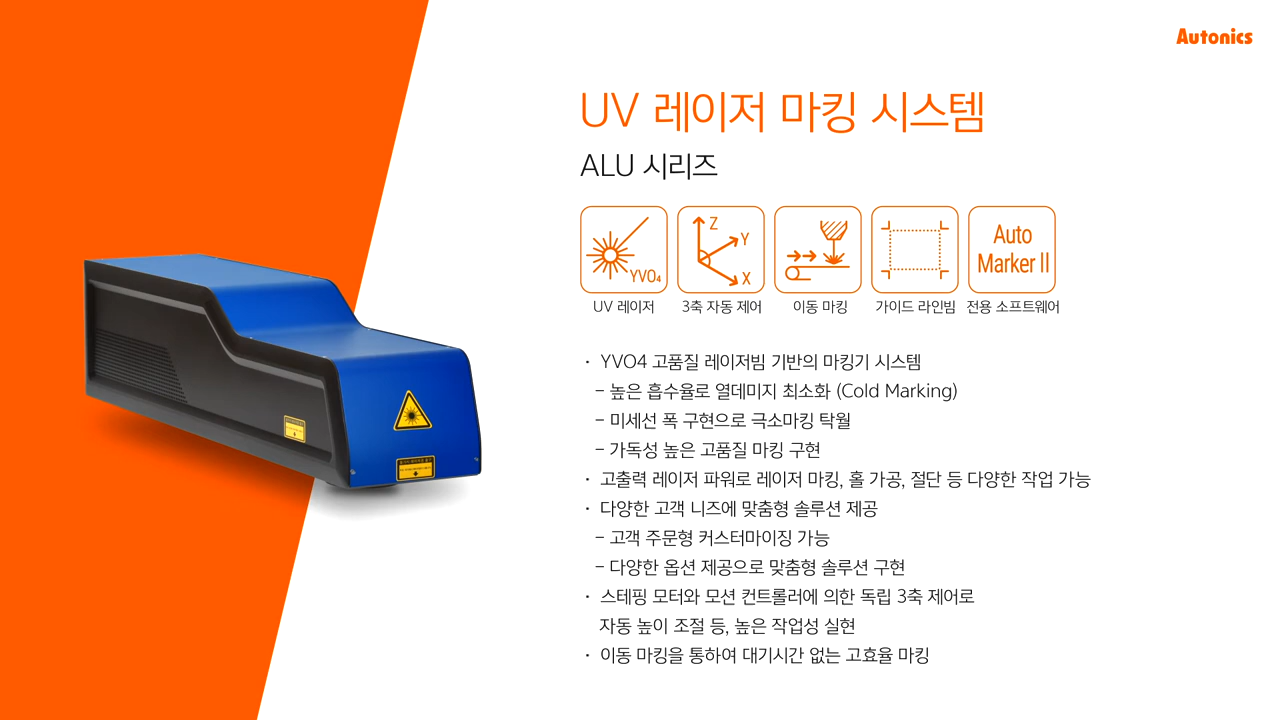 Autonics
UV 레이저 마킹 시스템
ALU 시리즈
YVO₄
Z
Y
X
Auto
Marker II
UV 레이저
3축 자동 제어
이동 마킹
가이드 라인빔
전용 소프트웨어
· YVO4 고품질 레이저빔 기반의 마킹기 시스템
– 높은 흡수율로 열데미지 최소화 (Cold Marking)
– 미세선 폭 구현으로 극소마킹 탁월
– 가독성 높은 고품질 마킹 구현
· 고출력 레이저 파워로 레이저 마킹, 홀 가공, 절단 등 다양한 작업 가능
· 다양한 고객 니즈에 맞춤형 솔루션 제공
– 고객 주문형 커스터마이징 가능
– 다양한 옵션 제공으로 맞춤형 솔루션 구현
· 스테핑 모터와 모션 컨트롤러에 의한 독립 3축 제어로
자동 높이 조절 등, 높은 작업성 실현
· 이동 마킹을 통하여 대기시간 없는 고효율 마킹